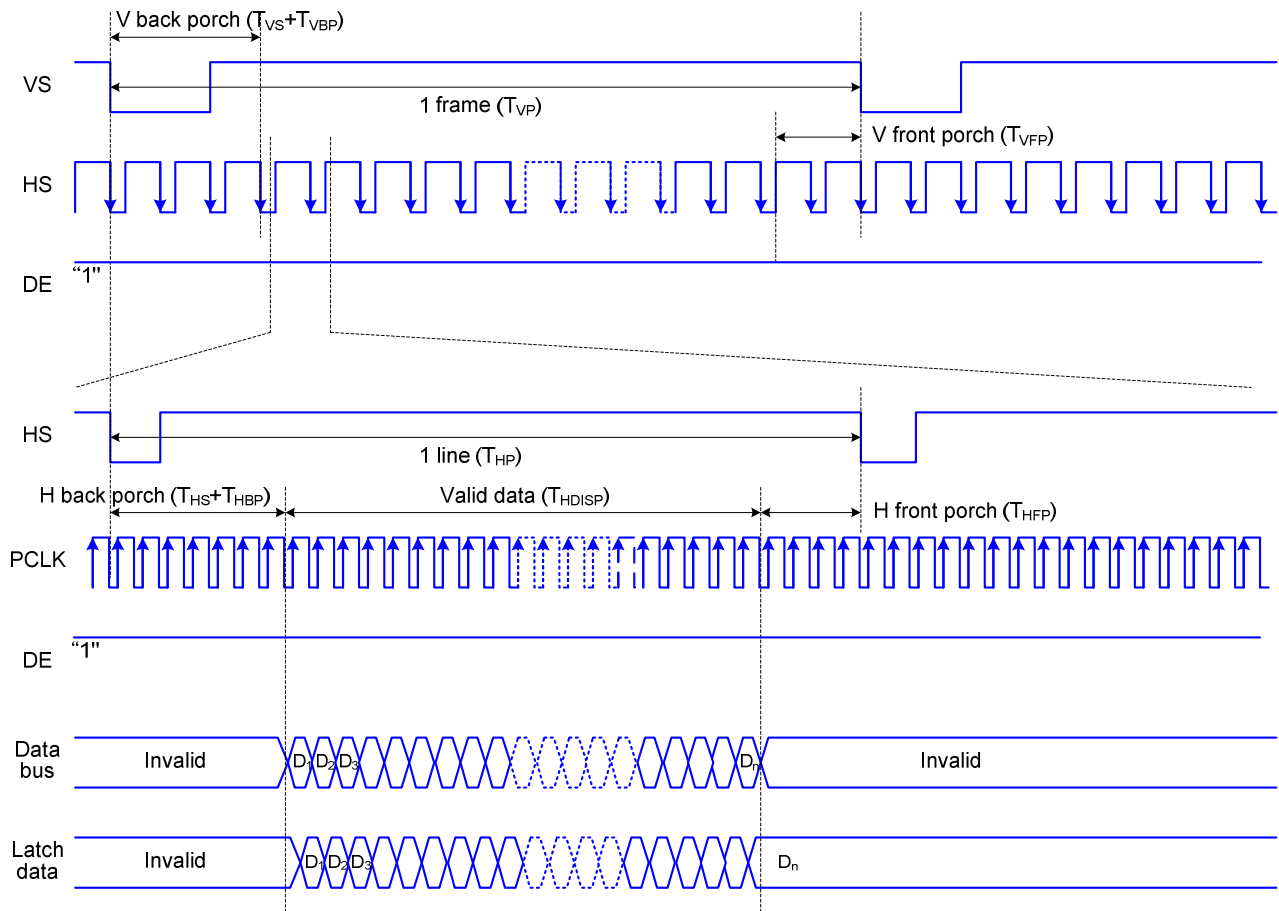 V back porch (TVS+TVBP)
VS
1 frame (TVP)
V front porch (TVFP)
HS
DE
“1"
HS
1 line (THP)
H back porch (THS+THBP)
Valid data (THDISP)
H front porch (THFP)
PCLK
DE
“1"
Data
bus
Invalid
D1 D2 D3
Dn
Invalid
Latch
data
Invalid
D1 D2 D3
Dn